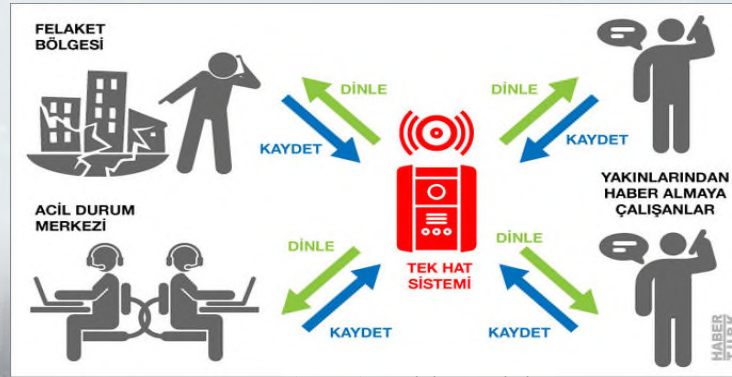 FELAKET
BÖLGESİ
DİNLE
KAYDET
DİNLE
KAYDET
YAKINLARINDAN
HABER ALMAYA
ÇALIŞANLAR
ACİL DURUM
MERKEZİ
DİNLE
KAYDET
TEK HAT
SİSTEMİ
DİNLE
KAYDET
HABER
TURK